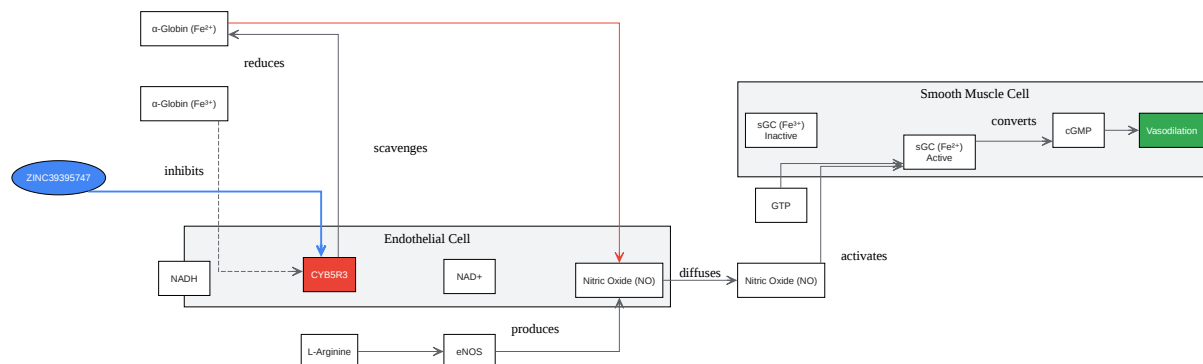 α-Globin (Fe²⁺)
reduces
α-Globin (Fe³⁺)
scavenges
inhibits
ZINC39395747
Endothelial Cell
NADH
CYB5R3
NAD+
Nitric Oxide (NO)
diffuses
Nitric Oxide (NO)
activates
produces
L-Arginine
eNOS
Smooth Muscle Cell
sGC (Fe³⁺)
Inactive
converts
sGC (Fe²⁺)
Active
cGMP
Vasodilation
GTP